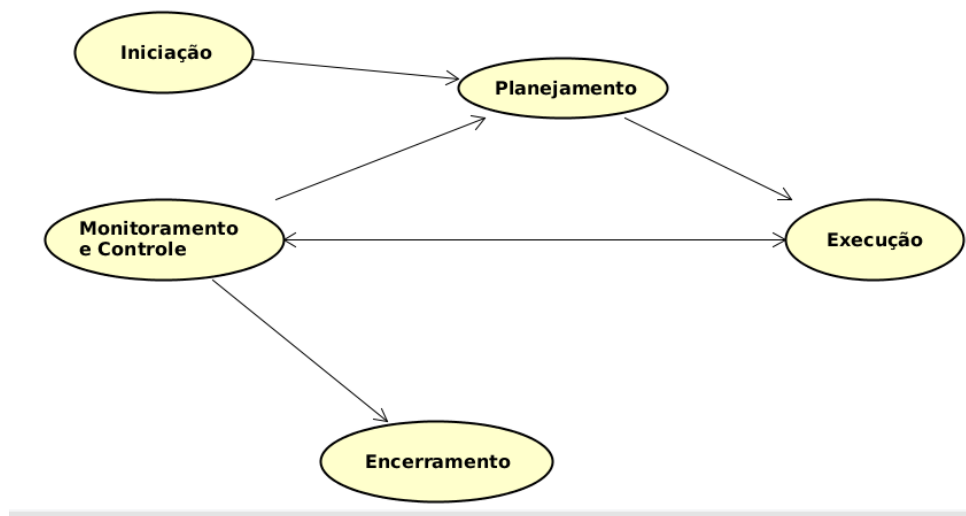 Iniciação
Planejamento
Monitoramento
e Controle
Execução
Encerramento